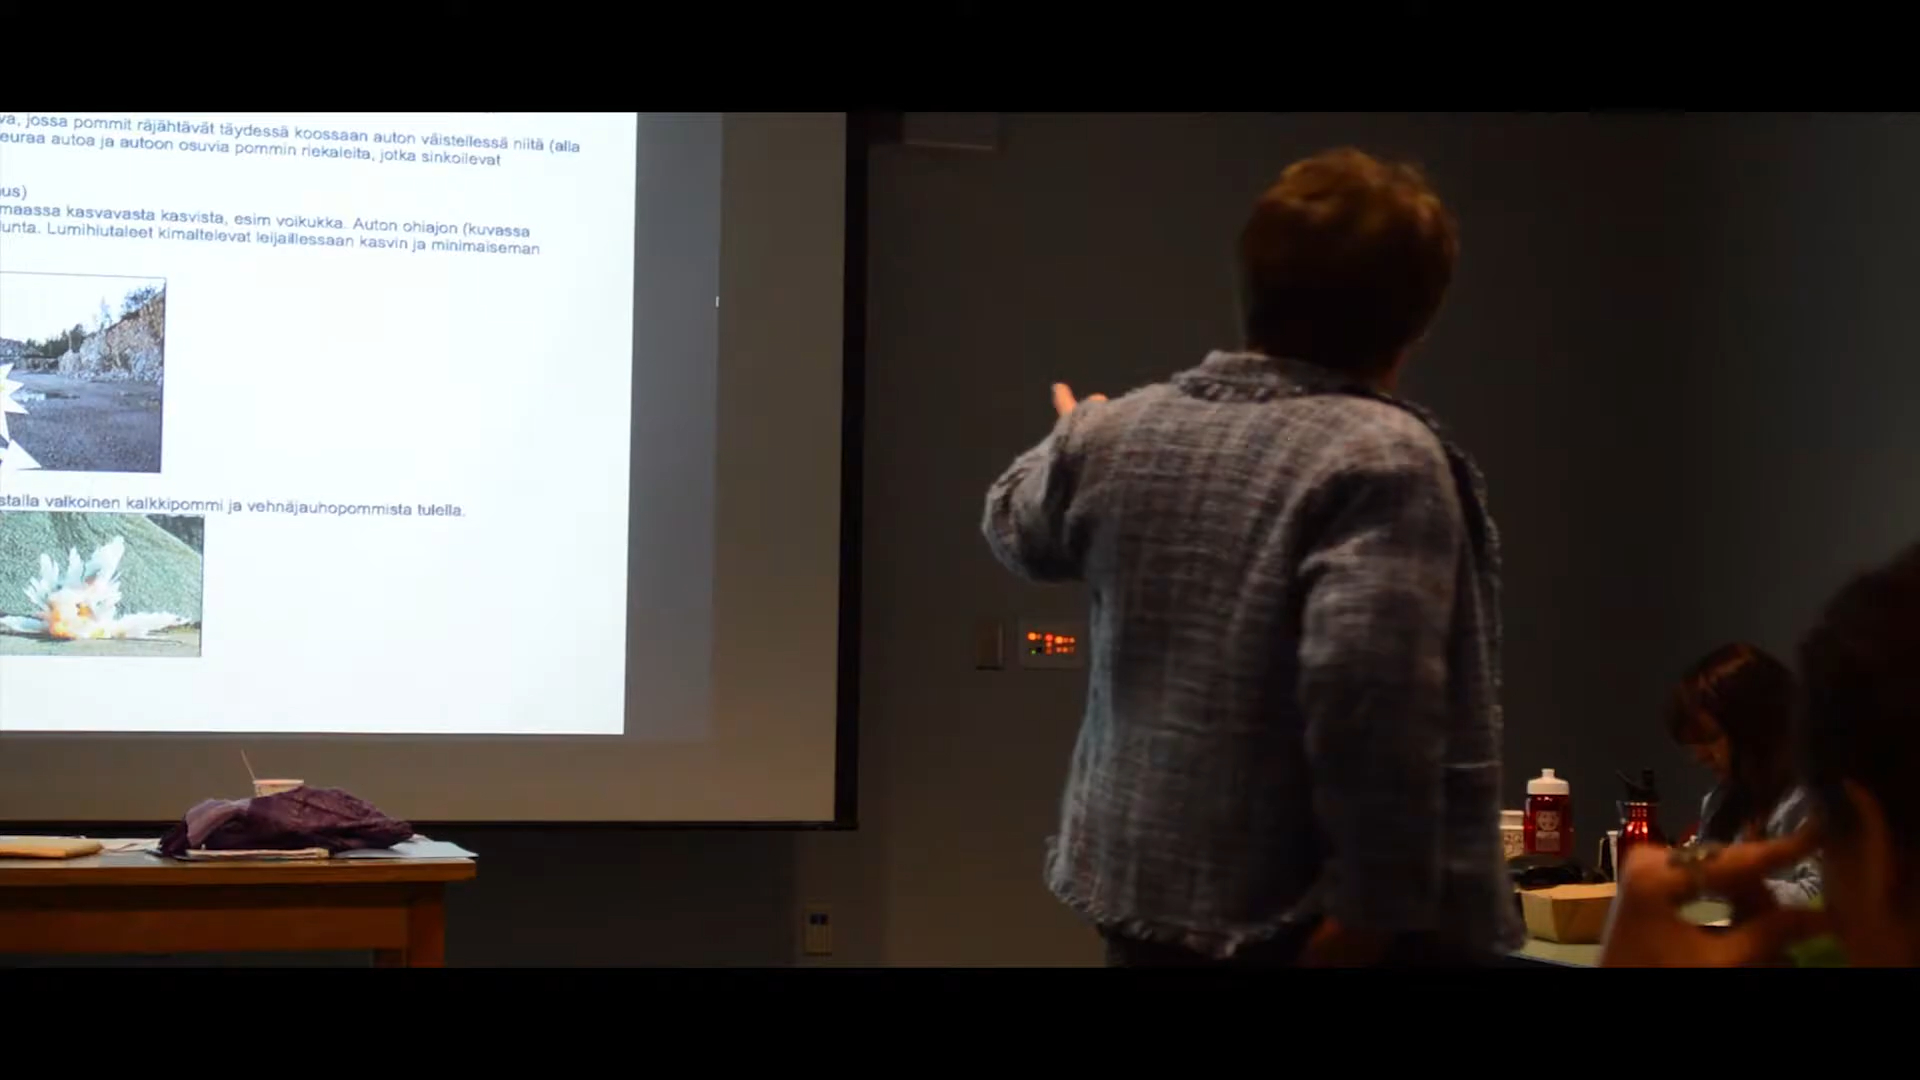 va, jossa pommit räjähtävät täydessä koossaan auton väistellessä niitä (alla
euraa autoa ja autoon osuvia pommin riekaleita, jotka sinkoilevat
us)
maassa kasvavasta kasvista, esim voikukka. Auton ohiajon (kuvassa
lunta. Lumihiutaleet kimaltelevat leijaillessaan kasvin ja minimaiseman
stalla valkoinen kalkkipommi ja vehnäjauhopommista tulella.